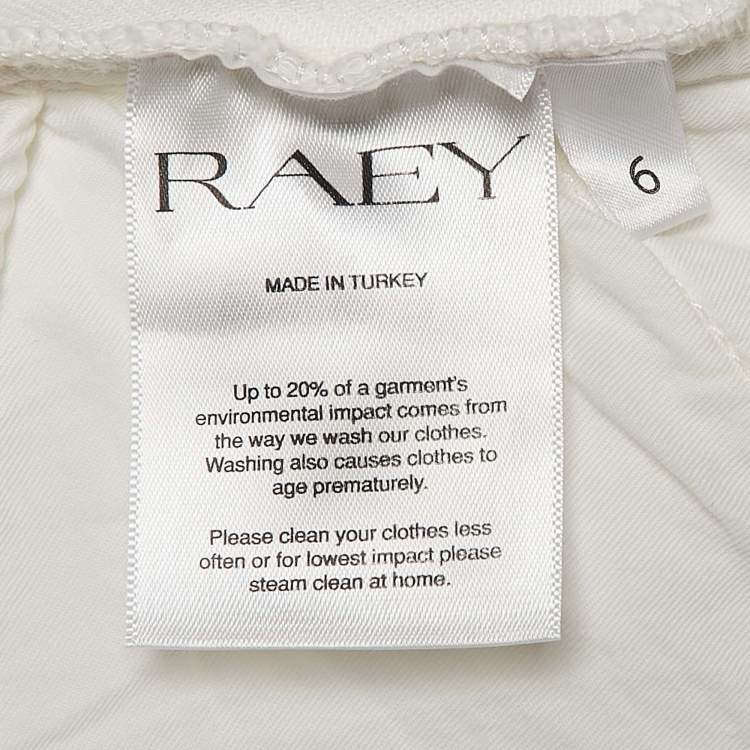 RAEY
6
MADE IN TURKEY
Up to 20% of a garment's
environmental impact comes from
the way we wash our clothes.
Washing also causes clothes to
age prematurely.
Please clean your clothes less
often or for lowest impact please
steam clean at home.